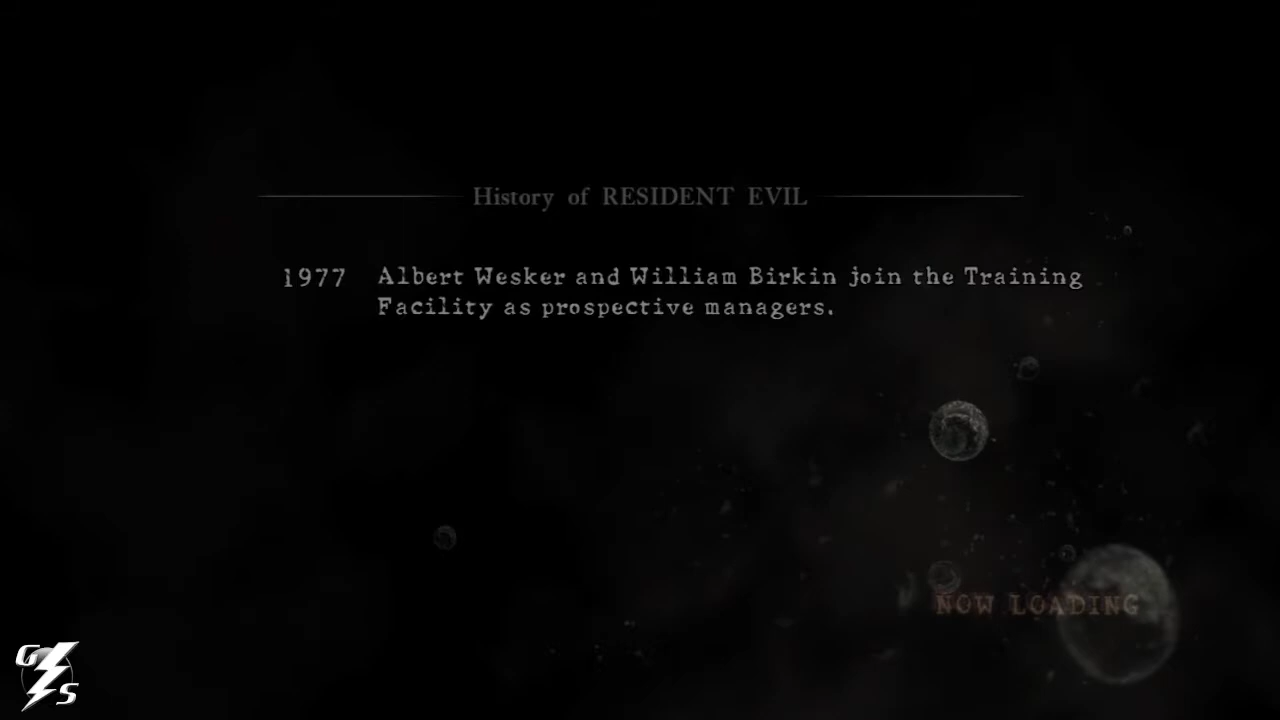 History of RESIDENT EVIL
1977 Albert Wesker and William Birkin join the Training
Facility as prospective managers.
NOW LOADING
G S